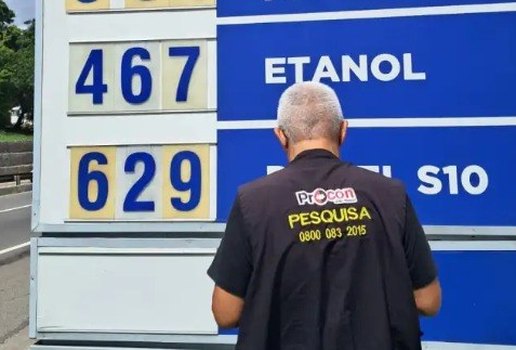 467 ETANOL
629 S10
Procon
PESQUISA
0800 083 2015